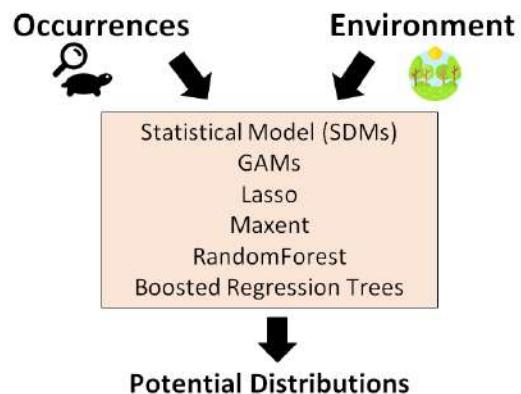 Occurrences
Environment
Statistical Model (SDMs)
GAMs
Lasso
Maxent
RandomForest
Boosted Regression Trees
Potential Distributions